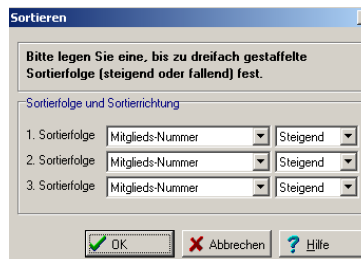 Sortieren
Bitte legen Sie eine, bis zu dreifach gestaffelte
Sortierfolge (steigend oder fallend) fest.
Sortierfolge und Sortierrichtung
1. Sortierfolge Mitglieds-Nummer Steigend
2. Sortierfolge Mitglieds-Nummer Steigend
3. Sortierfolge Mitglieds-Nummer Steigend
OK Abbrechen ? Hilfe